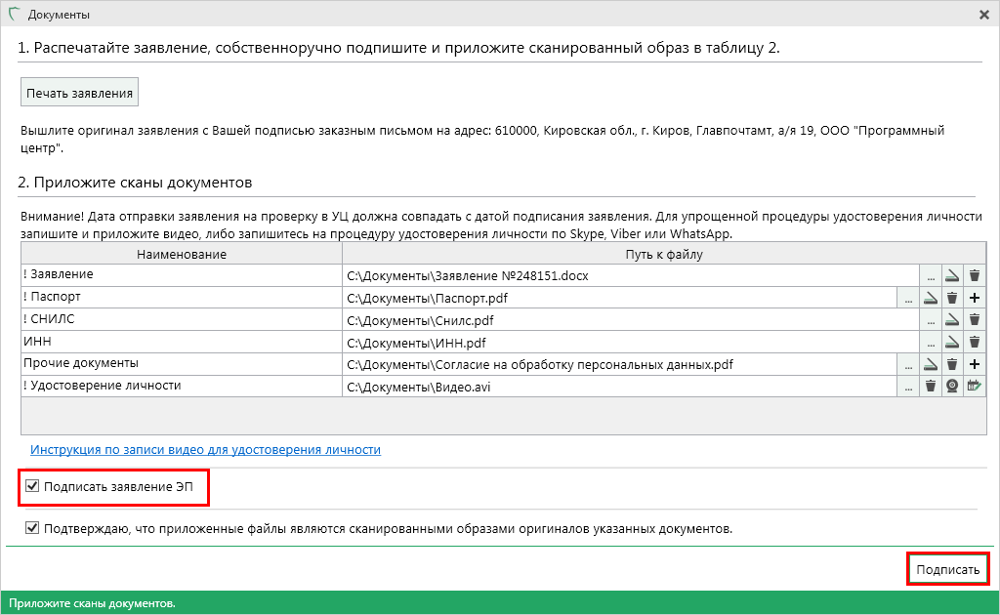 Документы
1. Распечатайте заявление, собственноручно подпишите и приложите сканированный образ в таблицу 2.
Печать заявления
Вышлите оригинал заявления с Вашей подписью заказным письмом на адрес: 610000, Кировская обл., г. Киров, Главпочтамт, а/я 19, ООО "Программный
центр".
2. Приложите сканы документов
Внимание! Дата отправки заявления на проверку в УЦ должна совпадать с датой подписания заявления. Для упрощенной процедуры удостоверения личности
запишите и приложите видео, либо запишитесь на процедуру удостоверения личности по Skype, Viber или WhatsApp.
Наименование Путь к файлу
! Заявление C:\Документы\Заявление №248151.docx ...
! Паспорт C:\Документы\Паспорт.pdf ...
! СНИЛС C:\Документы\Снилс.pdf ...
ИНН C:\Документы\ИНН.pdf ...
Прочие документы C:\Документы\Согласие на обработку персональных данных.pdf ...
! Удостоверение личности C:\Документы\Видео.avi ...
Инструкция по записи видео для удостоверения личности
Подписать заявление ЭП
Подтверждаю, что приложенные файлы являются сканированными образами оригиналов указанных документов.
Подписать
Приложите сканы документов.